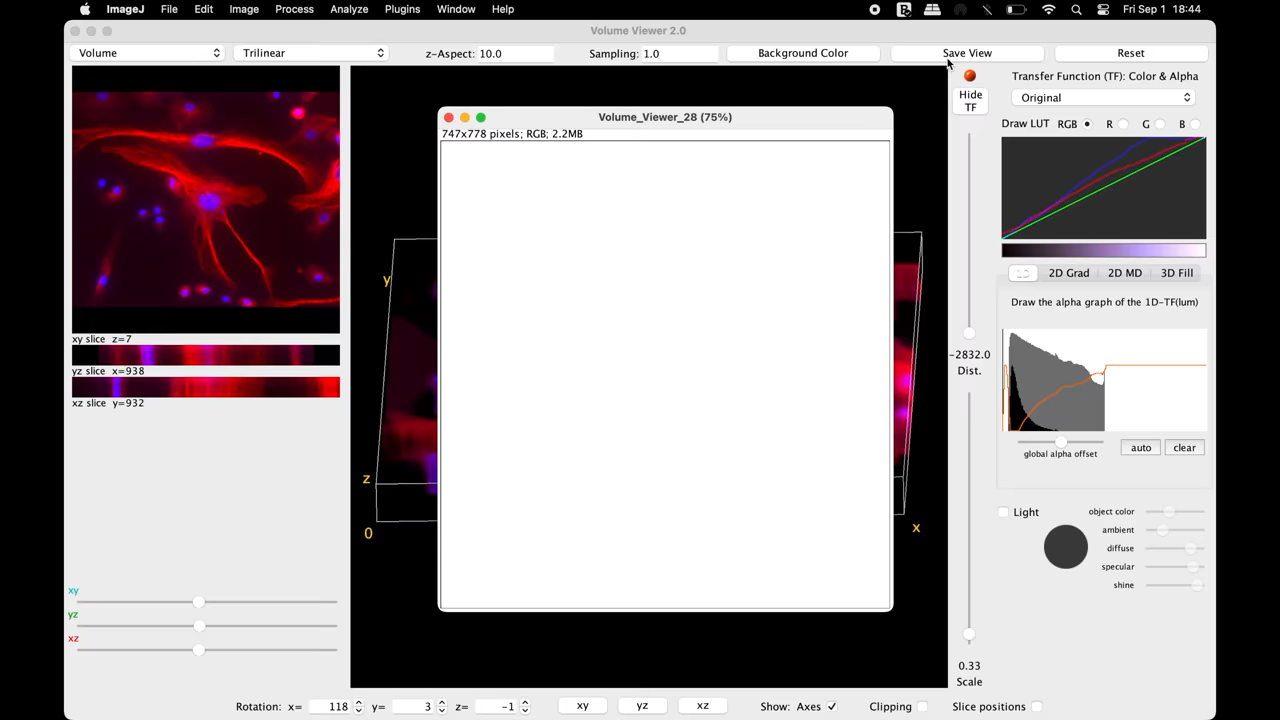 ImageJ File Edit Image Process Analyze Plugins Window Help Fri Sep 1 18:44
Volume Viewer 2.0
Volume Trilinear z-Aspect: 10.0 Sampling: 1.0 Background Color Save View Reset
Hide TF
Transfer Function (TF): Color & Alpha
Original
Draw LUT RGB R G B
Volume_Viewer_28 (75%)
747x778 pixels; RGB; 2.2MB
y
z
0
x
xy slice z=7
yz slice x=938
xz slice y=932
-2832.0
Dist.
1D 2D Grad 2D MD 3D Fill
Draw the alpha graph of the 1D-TF(lum)
global alpha offset auto clear
Light
object color
ambient
diffuse
specular
shine
xy
yz
xz
0.33
Scale
Rotation: x= 118 y= 3 z= -1 xy yz xz Show: Axes Clipping Slice positions